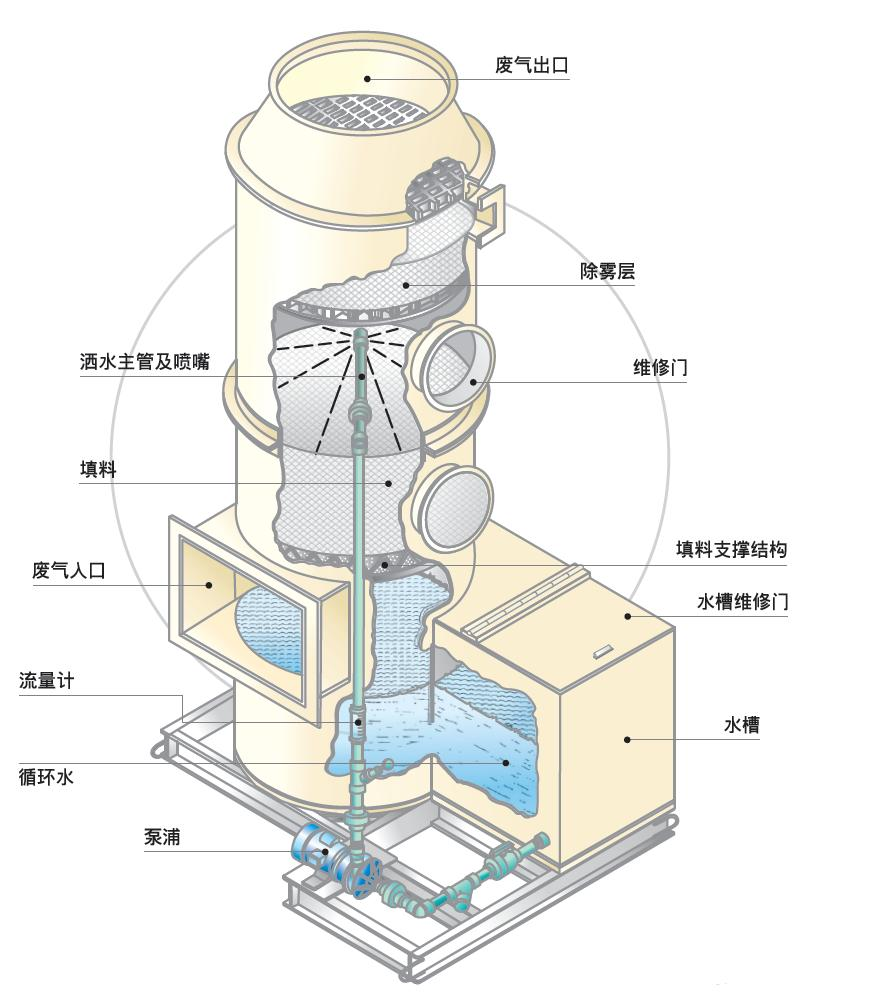 废气出口
除雾层
洒水主管及喷嘴
维修门
填料
填料支撑结构
废气入口
水槽维修门
流量计
水槽
循环水
泵浦